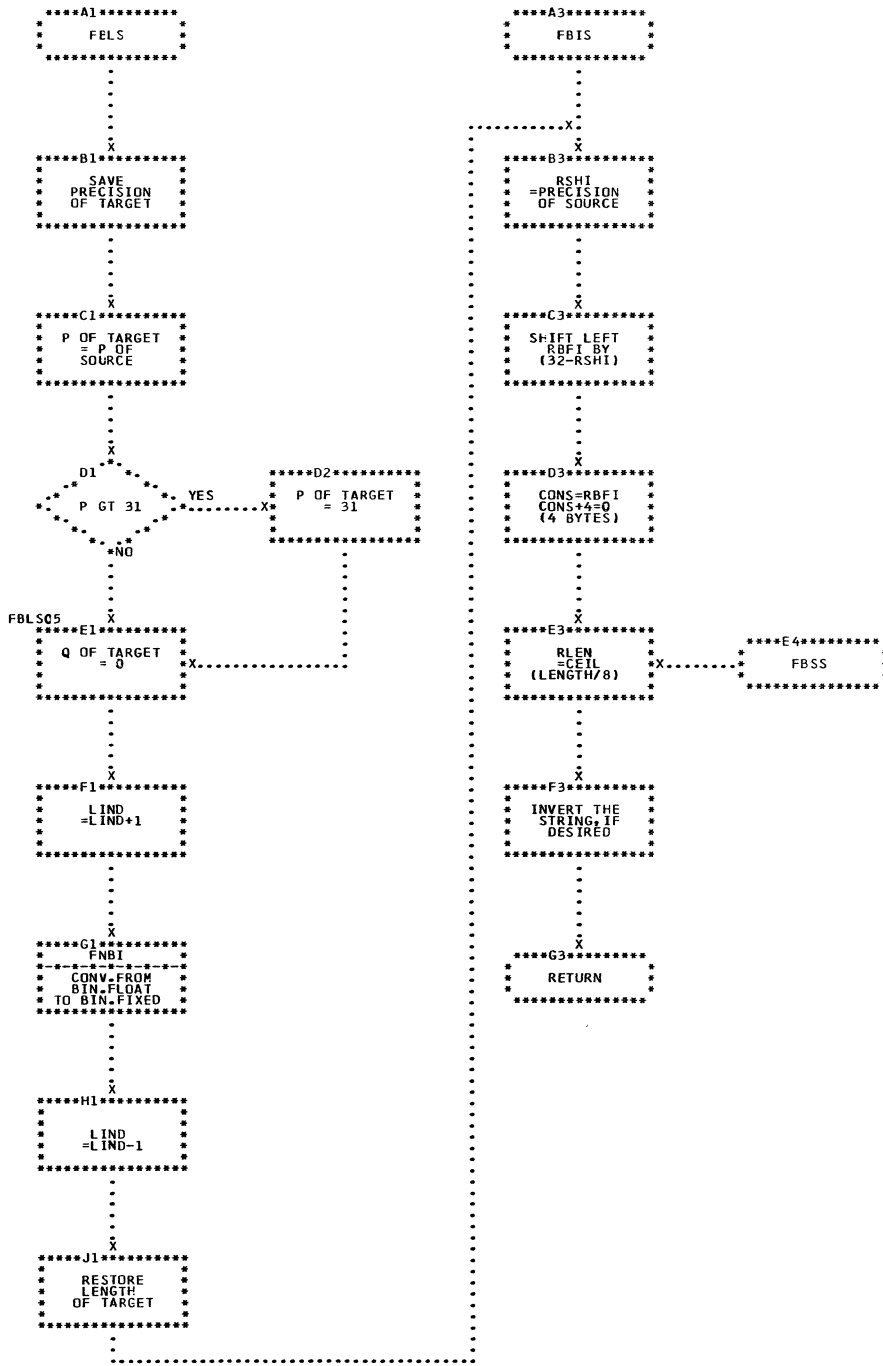 A1
FBLS
B1
SAVE
PRECISION
OF TARGET
C1
P OF TARGET
= P OF
SOURCE
D1
P GT 31
YES
NO
D2
P OF TARGET
= 31
FBLS05
E1
Q OF TARGET
= 0
F1
LIND
=LIND+1
G1
FNBI
CONV.FROM
BIN.FLOAT
TO BIN.FIXED
H1
LIND
=LIND-1
J1
RESTORE
LENGTH
OF TARGET
A3
FBIS
B3
RSHI
=PRECISION
OF SOURCE
C3
SHIFT LEFT
RBFI BY
(32-RSHI)
D3
CONS=RBFI
CONS+4=0
(4 BYTES)
E3
RLEN
=CEIL
(LENGTH/8)
E4
FBSS
F3
INVERT THE
STRING,IF
DESIRED
G3
RETURN